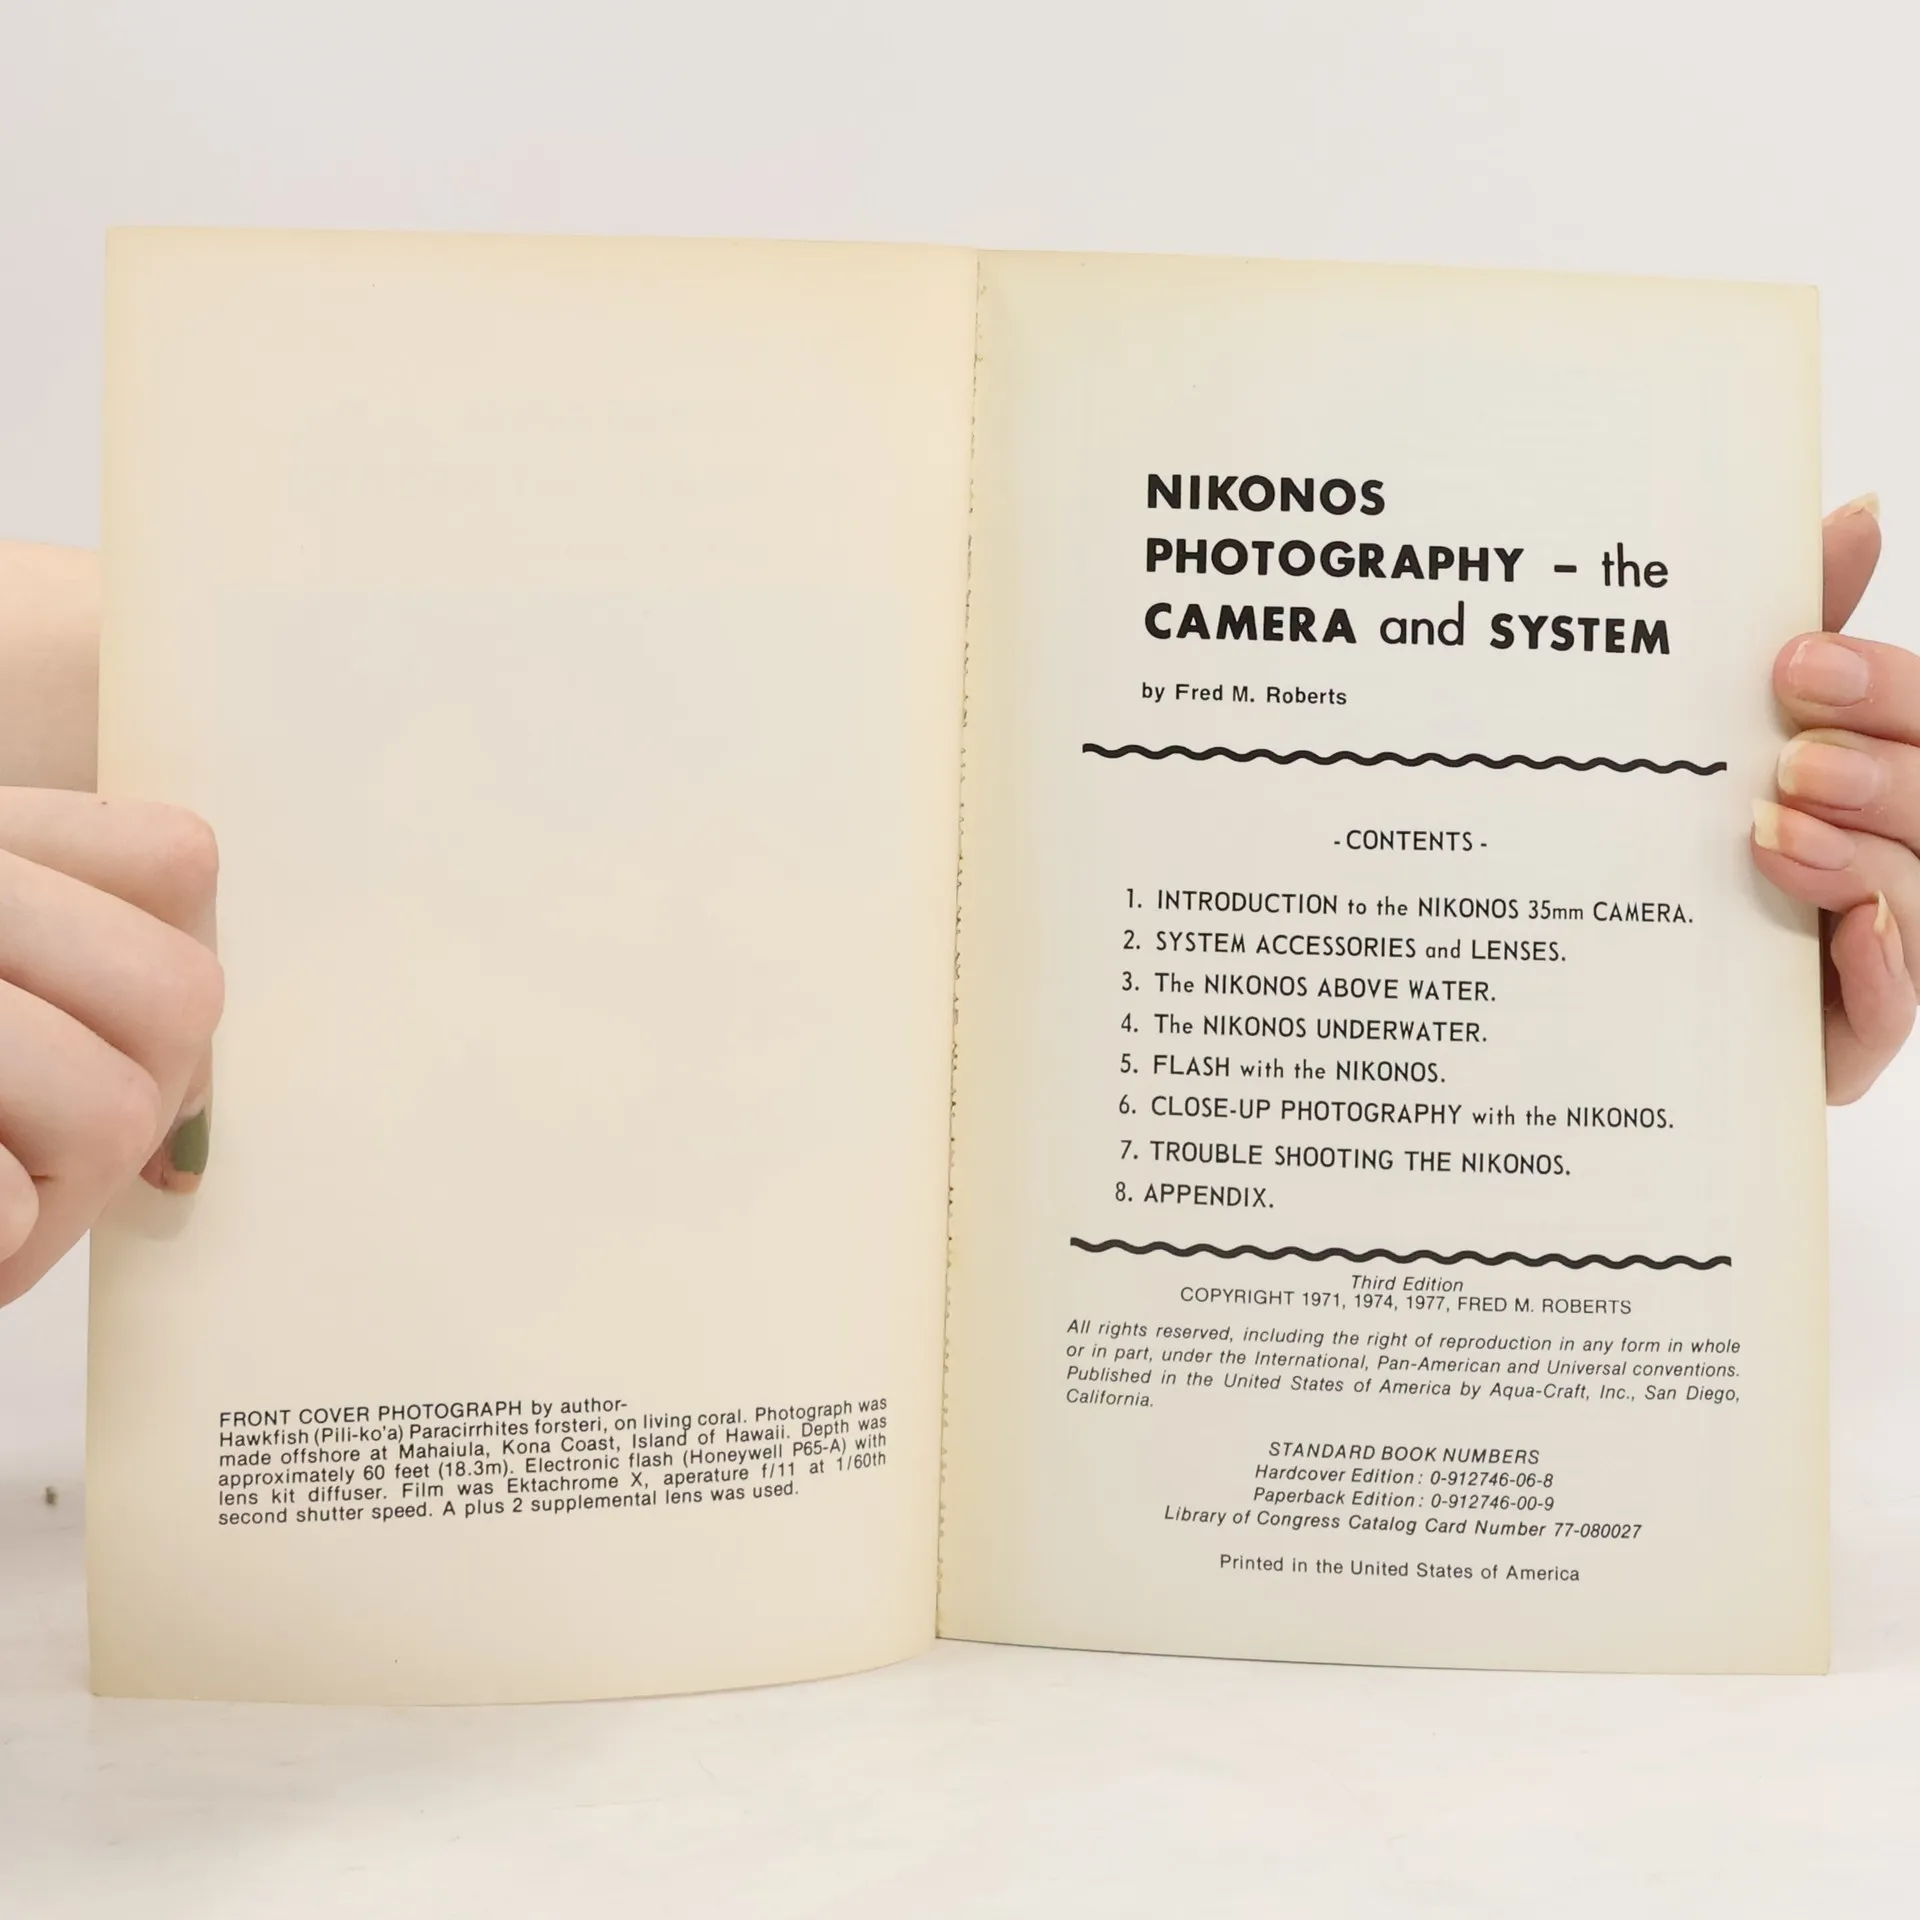 FRONT COVER PHOTOGRAPH by author-
Hawkfish (Pili-ko'a) Paracirrhites forsteri, on living coral. Photograph was
made offshore at Mahaiula, Kona Coast, Island of Hawaii. Depth was
approximately 60 feet (18.3m). Electronic flash (Honeywell P65-A) with
lens kit diffuser. Film was Ektachrome X, aperature f/11 at 1/60th
second shutter speed. A plus 2 supplemental lens was used.
NIKONOS
PHOTOGRAPHY – the
CAMERA and SYSTEM
by Fred M. Roberts
- CONTENTS -
1. INTRODUCTION to the NIKONOS 35mm CAMERA.
2. SYSTEM ACCESSORIES and LENSES.
3. The NIKONOS ABOVE WATER.
4. The NIKONOS UNDERWATER.
5. FLASH with the NIKONOS.
6. CLOSE-UP PHOTOGRAPHY with the NIKONOS.
7. TROUBLE SHOOTING THE NIKONOS.
8. APPENDIX.
Third Edition
COPYRIGHT 1971, 1974, 1977, FRED M. ROBERTS
All rights reserved, including the right of reproduction in any form in whole
or in part, under the International, Pan-American and Universal conventions.
Published in the United States of America by Aqua-Craft, Inc., San Diego,
California.
STANDARD BOOK NUMBERS
Hardcover Edition: 0-912746-06-8
Paperback Edition: 0-912746-00-9
Library of Congress Catalog Card Number 77-080027
Printed in the United States of America